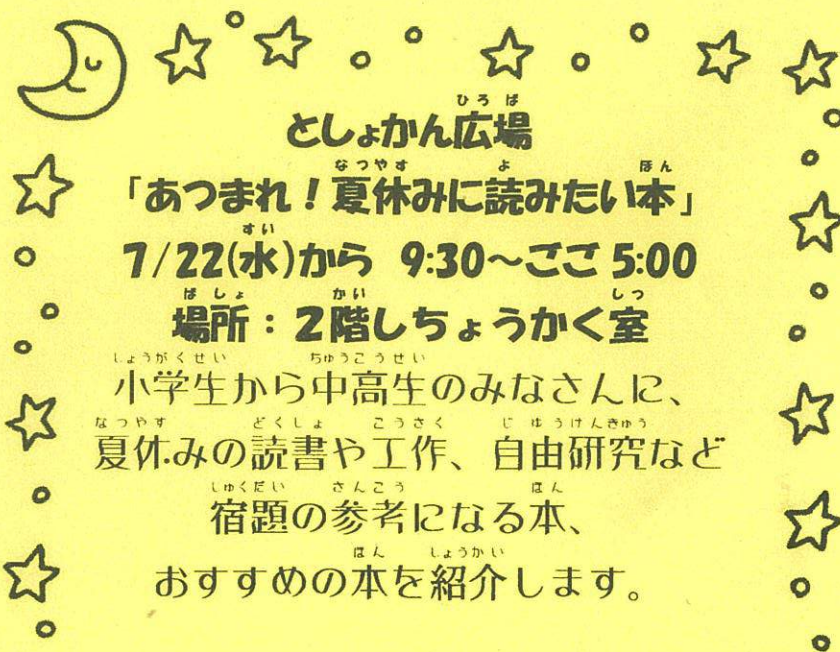 としょかん広場
「あつまれ！夏休みに読みたい本」
7/22(水)から 9:30～ごご 5:00
場所：2階しちょうかく室
小学生から中高生のみなさんに、
夏休みの読書や工作、自由研究など
宿題の参考になる本、
おすすめの本を紹介します。